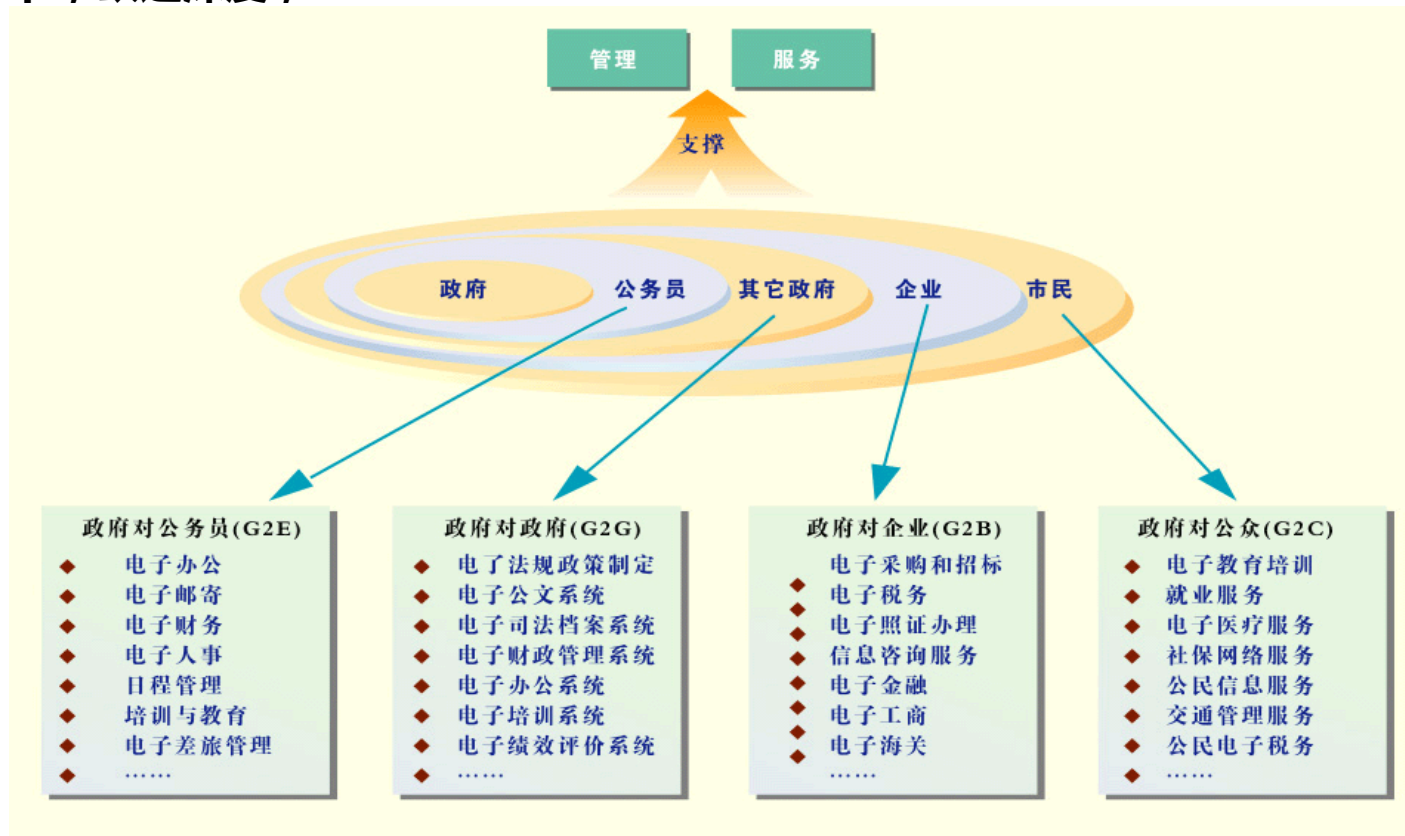 管理
服务
支撑
政府
公务员
其它政府
企业
市民
政府对公务员(G2E)
电子办公
电子邮寄
电子财务
电子人事
日程管理
培训与教育
电子差旅管理
……
政府对政府(G2G)
电了法规政策制定
电子公文系统
电子司法档案系统
电子财政管理系统
电子办公系统
电子培训系统
电子绩效评价系统
……
政府对企业(G2B)
电子采购和招标
电子税务
电子照证办理
信息咨询服务
电子金融
电子工商
电子海关
……
政府对公众(G2C)
电子教育培训
就业服务
电子医疗服务
社保网络服务
公民信息服务
交通管理服务
公民电子税务
……